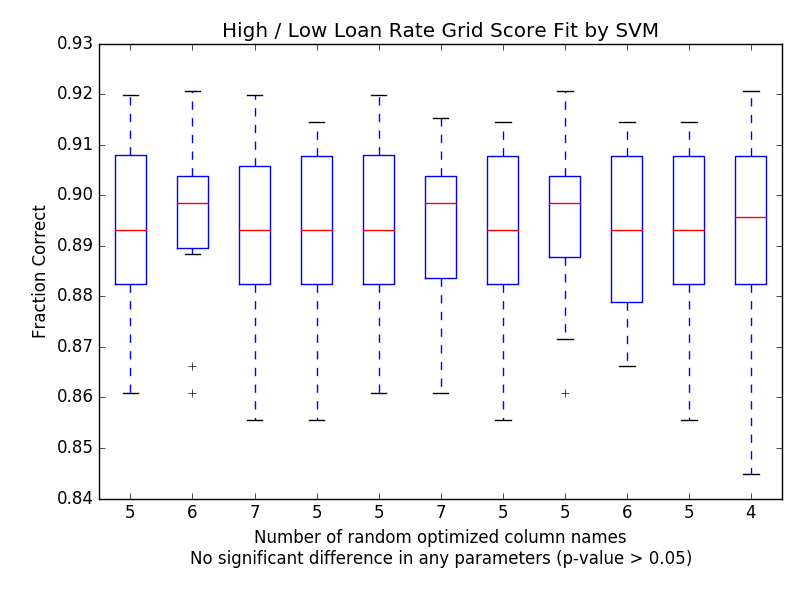 High / Low Loan Rate Grid Score Fit by SVM
0.93
0.92
0.91
0.90
0.89
0.88
0.87
0.86
0.85
0.84
Fraction Correct
5 6 7 5 5 7 5 5 6 5 4
Number of random optimized column names
No significant difference in any parameters (p-value > 0.05)